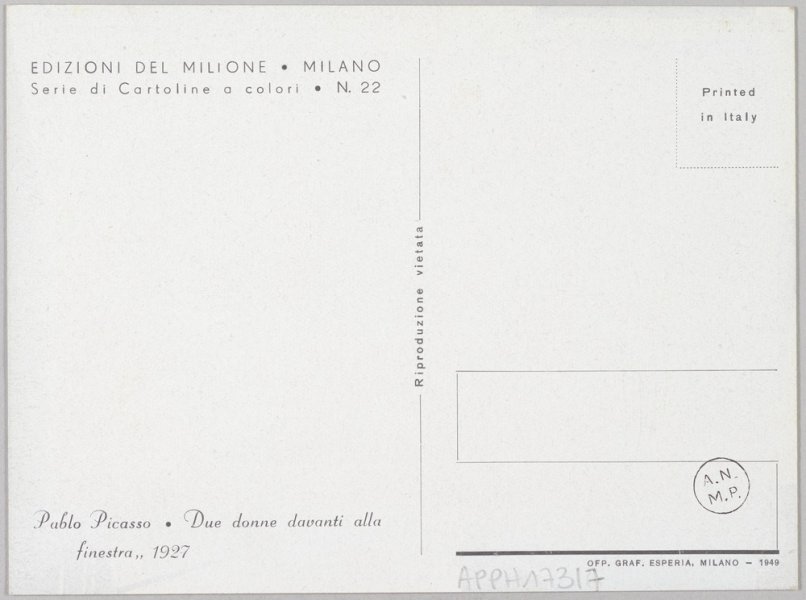 EDIZIONI DEL MILIONE • MILANO
Serie di Cartoline a colori • N. 22
Printed
in Italy
Riproduzione vietata
Pablo Picasso • Due donne davanti alla
finestra,, 1927
A.N.
M.P.
OFP. GRAF. ESPERIA, MILANO - 1949
APPH17317